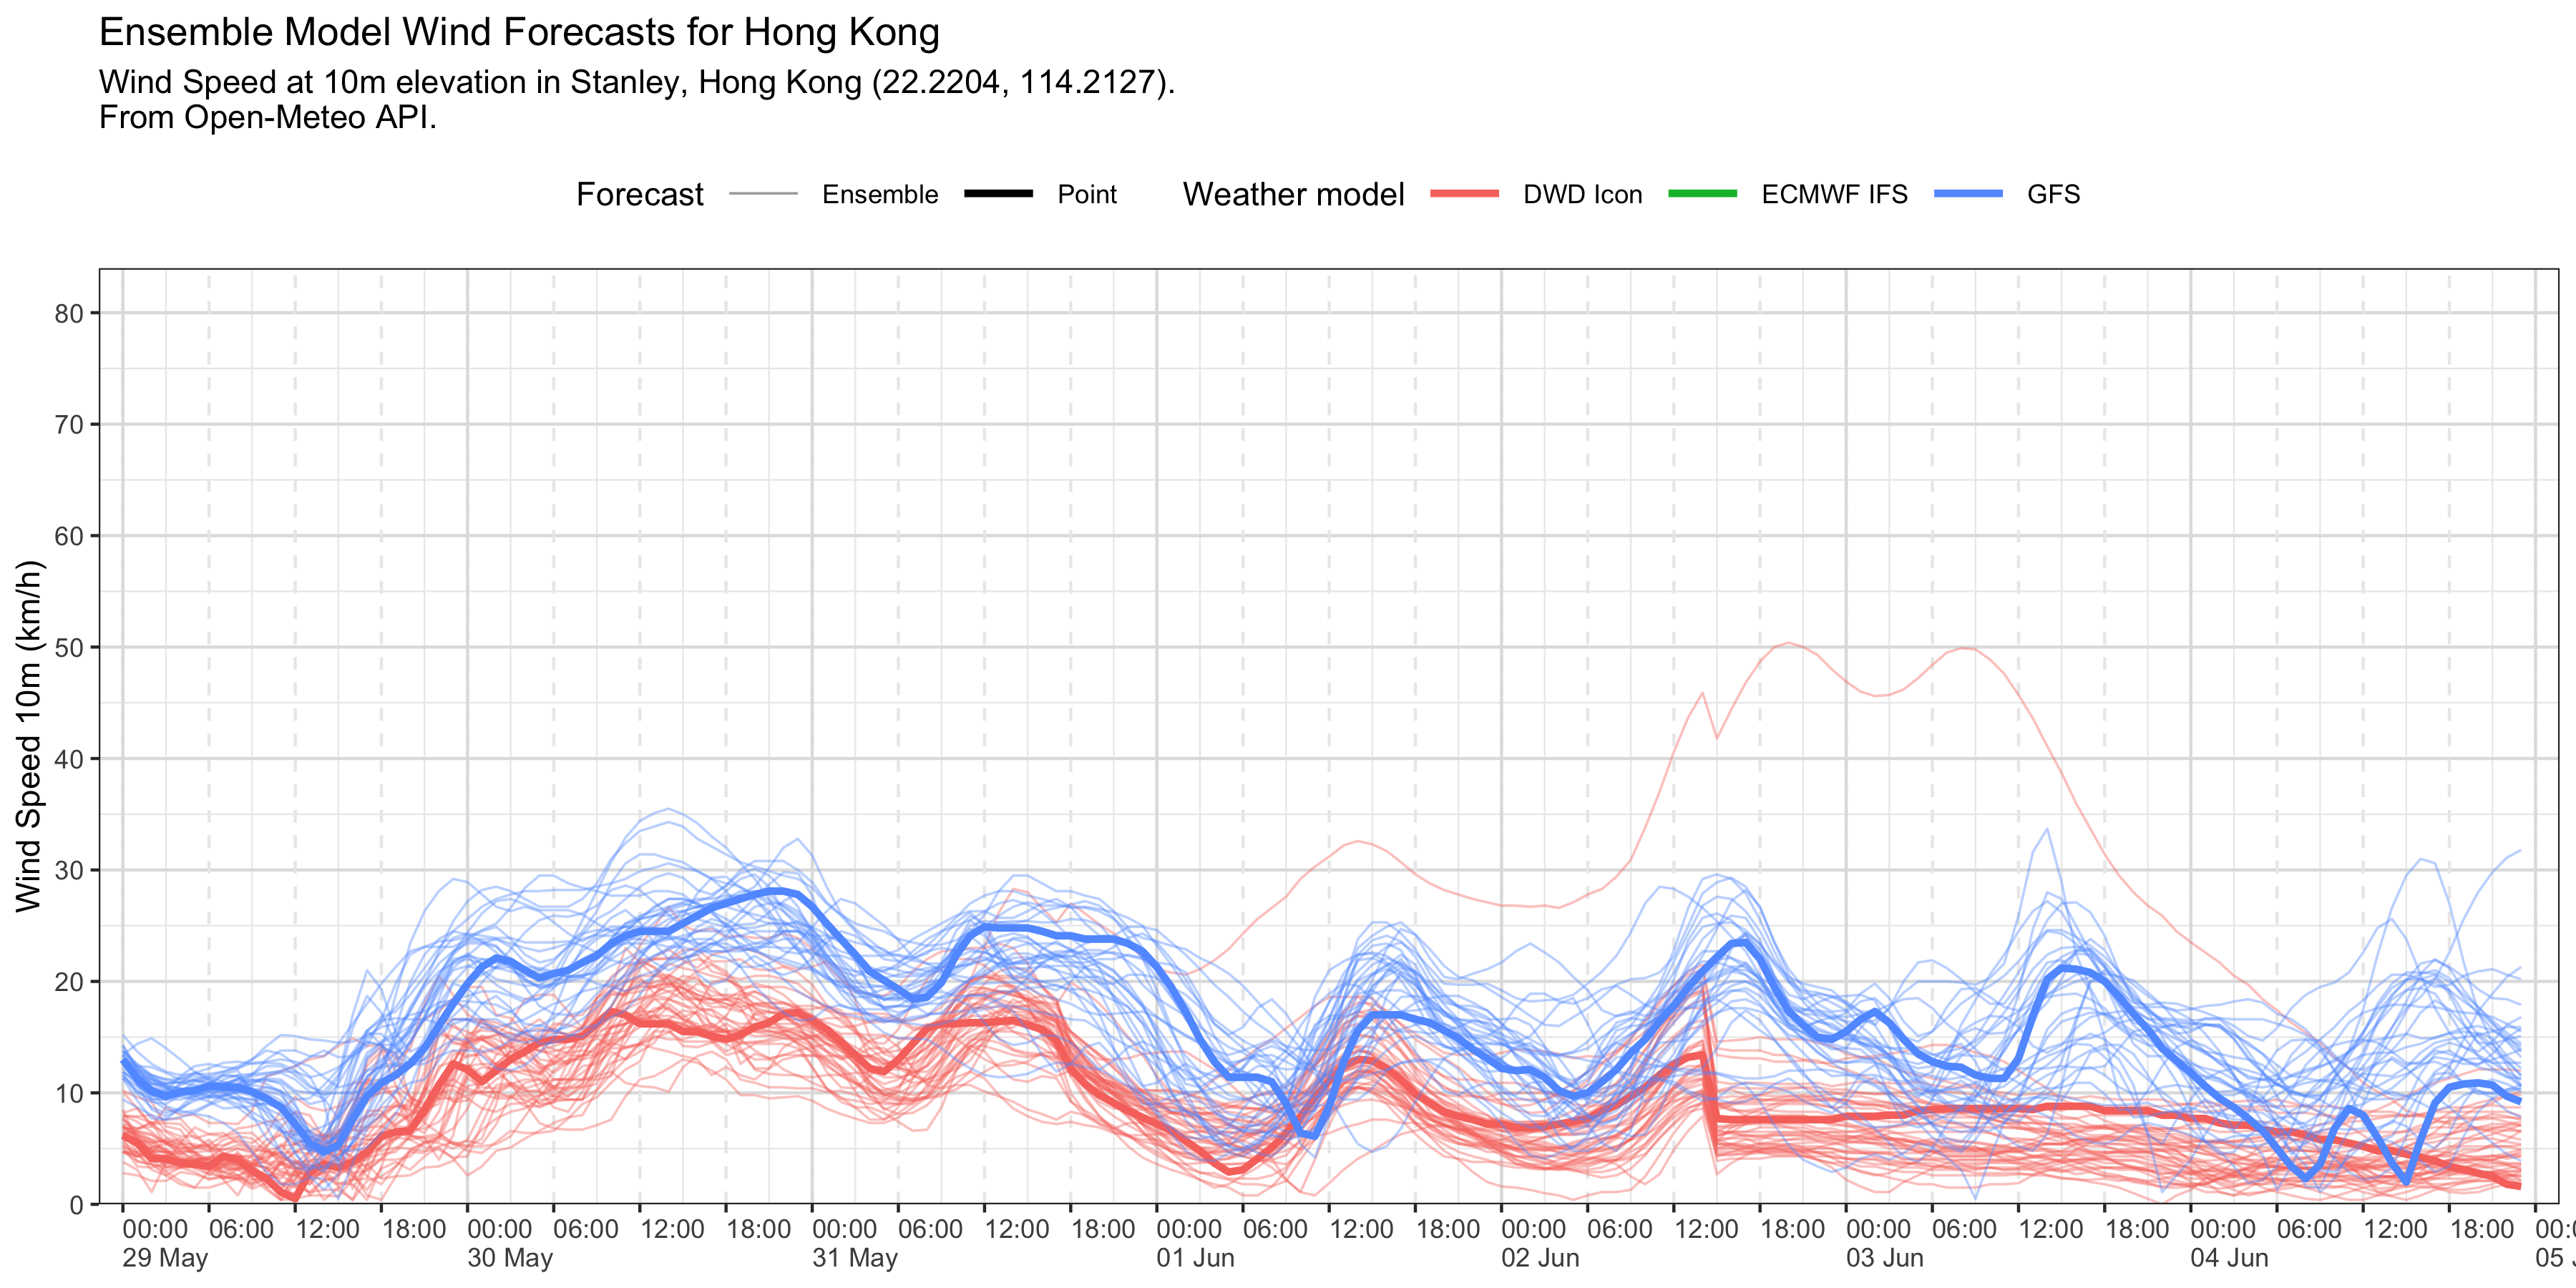 Ensemble Model Wind Forecasts for Hong Kong
Wind Speed at 10m elevation in Stanley, Hong Kong (22.2204, 114.2127).
From Open-Meteo API.
Forecast Ensemble Point Weather model DWD Icon ECMWF IFS GFS
Wind Speed 10m (km/h)
80
70
60
50
40
30
20
10
0
00:00 06:00 12:00 18:00 00:00 06:00 12:00 18:00 00:00 06:00 12:00 18:00 00:00 06:00 12:00 18:00 00:00 06:00 12:00 18:00 00:00 06:00 12:00 18:00 00:00 06:00 12:00 18:00 00:0
29 May 30 May 31 May 01 Jun 02 Jun 03 Jun 04 Jun 05